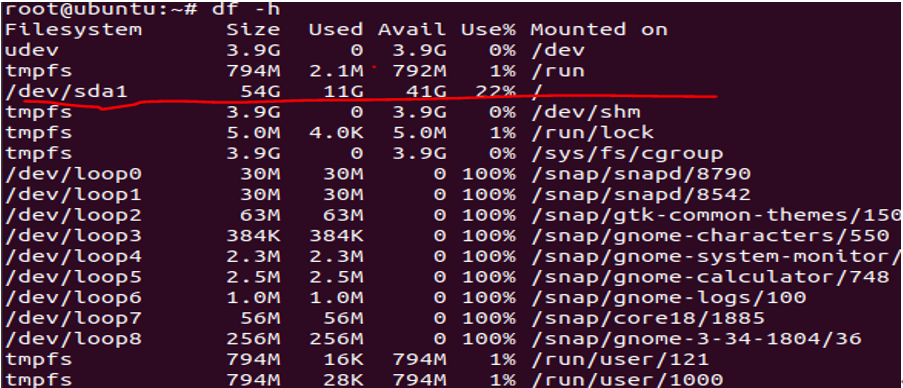 root@ubuntu:~# df -h
Filesystem Size Used Avail Use% Mounted on
udev 3.9G 0 3.9G 0% /dev
tmpfs 794M 2.1M 792M 1% /run
/dev/sda1 54G 11G 41G 22% /
tmpfs 3.9G 0 3.9G 0% /dev/shm
tmpfs 5.0M 4.0K 5.0M 1% /run/lock
tmpfs 3.9G 0 3.9G 0% /sys/fs/cgroup
/dev/loop0 30M 30M 0 100% /snap/snapd/8790
/dev/loop1 30M 30M 0 100% /snap/snapd/8542
/dev/loop2 63M 63M 0 100% /snap/gtk-common-themes/150
/dev/loop3 384K 384K 0 100% /snap/gnome-characters/550
/dev/loop4 2.3M 2.3M 0 100% /snap/gnome-system-monitor/
/dev/loop5 2.5M 2.5M 0 100% /snap/gnome-calculator/748
/dev/loop6 1.0M 1.0M 0 100% /snap/gnome-logs/100
/dev/loop7 56M 56M 0 100% /snap/core18/1885
/dev/loop8 256M 256M 0 100% /snap/gnome-3-34-1804/36
tmpfs 794M 16K 794M 1% /run/user/121
tmpfs 794M 28K 794M 1% /run/user/1000